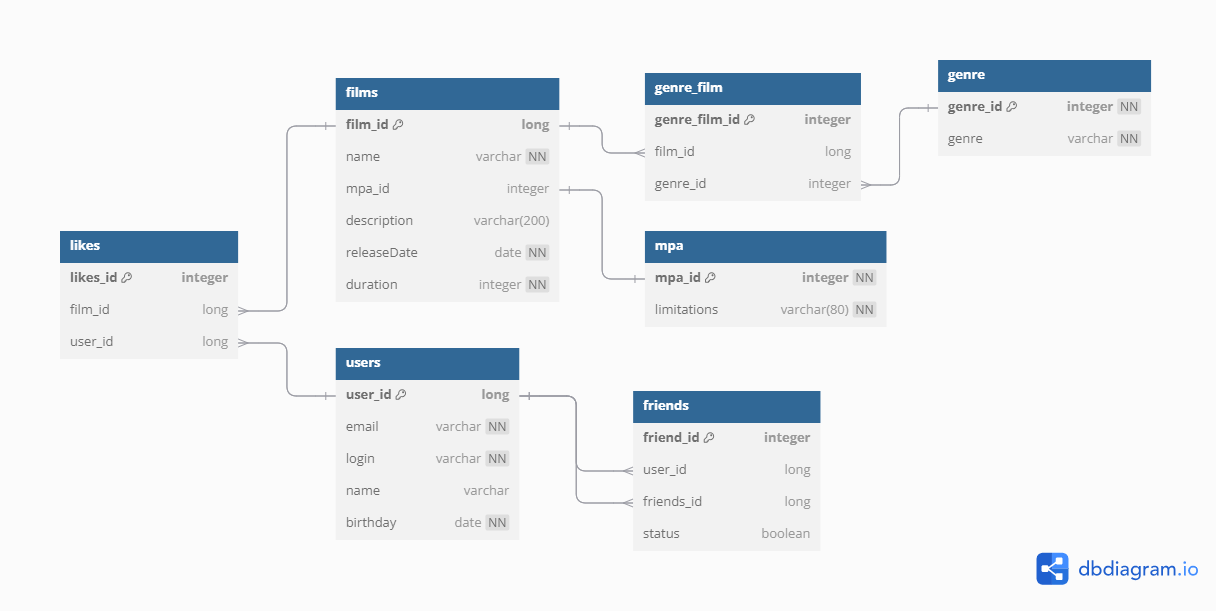 films
film_id long
name varchar NN
mpa_id integer
description varchar(200)
releaseDate date NN
duration integer NN
genre_film
genre_film_id integer
film_id long
genre_id integer
genre
genre_id integer NN
genre varchar NN
likes
likes_id integer
film_id long
user_id long
mpa
mpa_id integer NN
limitations varchar(80) NN
users
user_id long
email varchar NN
login varchar NN
name varchar
birthday date NN
friends
friend_id integer
user_id long
friends_id long
status boolean
dbdiagram.io